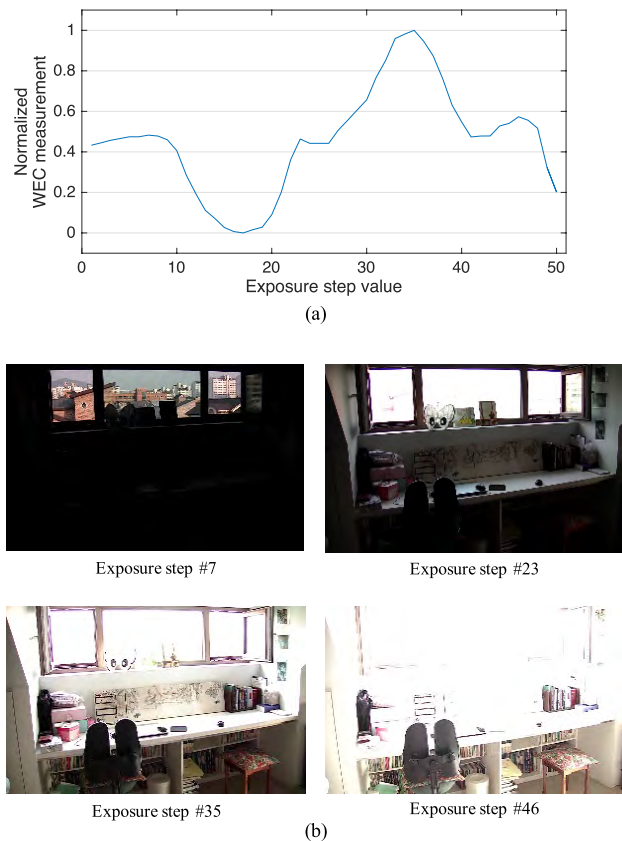 1
0.8
0.6
0.4
0.2
0
Normalized
WEC measurement
0 10 20 30 40 50
Exposure step value
(a)
Exposure step #7
Exposure step #23
Exposure step #35
Exposure step #46
(b)